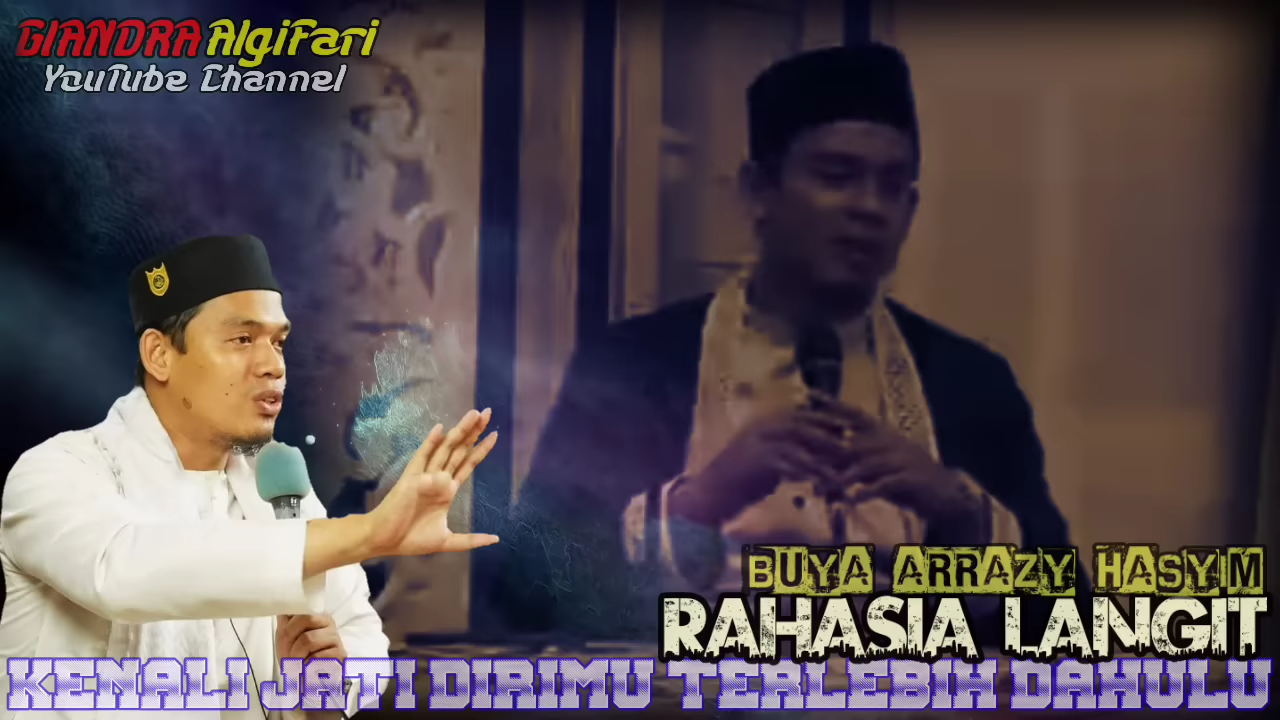 GIANDRA AlgiFari
YouTube Channel
BUYA ARRAZY HASYIM
RAHASIA LANGIT
KENALI JATI DIRIMU TERLEBIH DAHULU